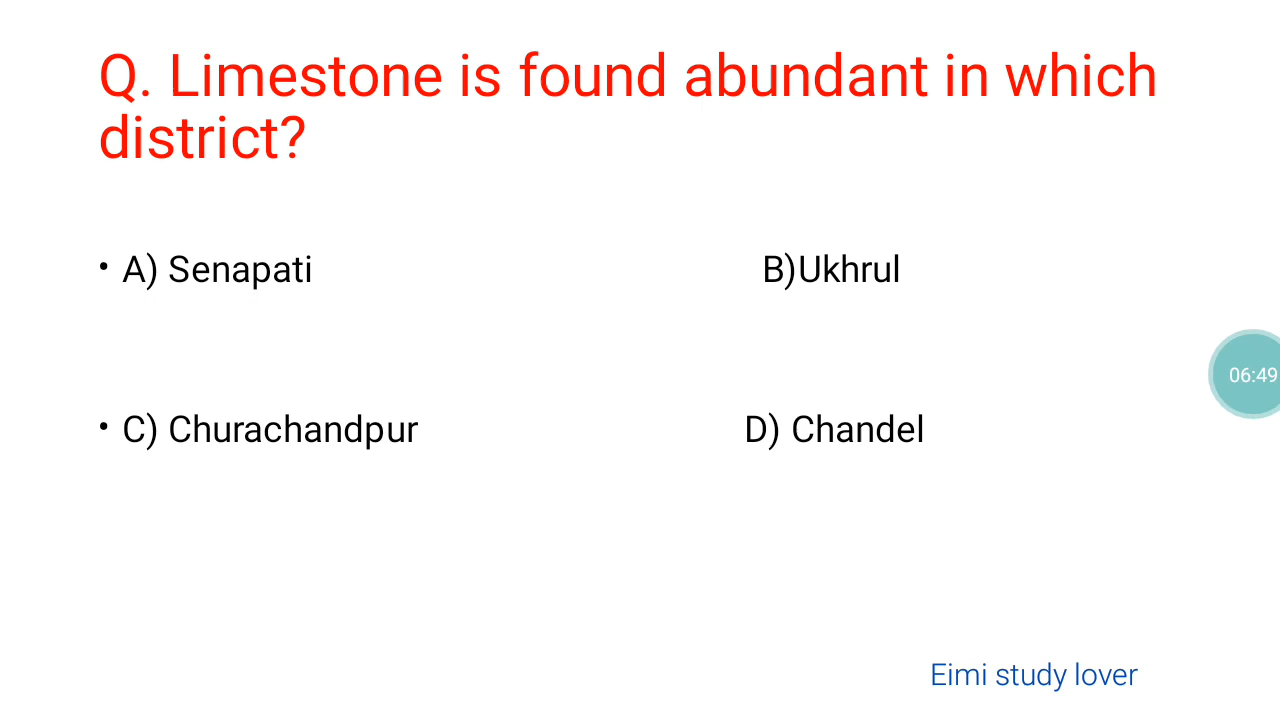 Q. Limestone is found abundant in which
district?
• A) Senapati B)Ukhrul
• C) Churachandpur D) Chandel
06:49
Eimi study lover